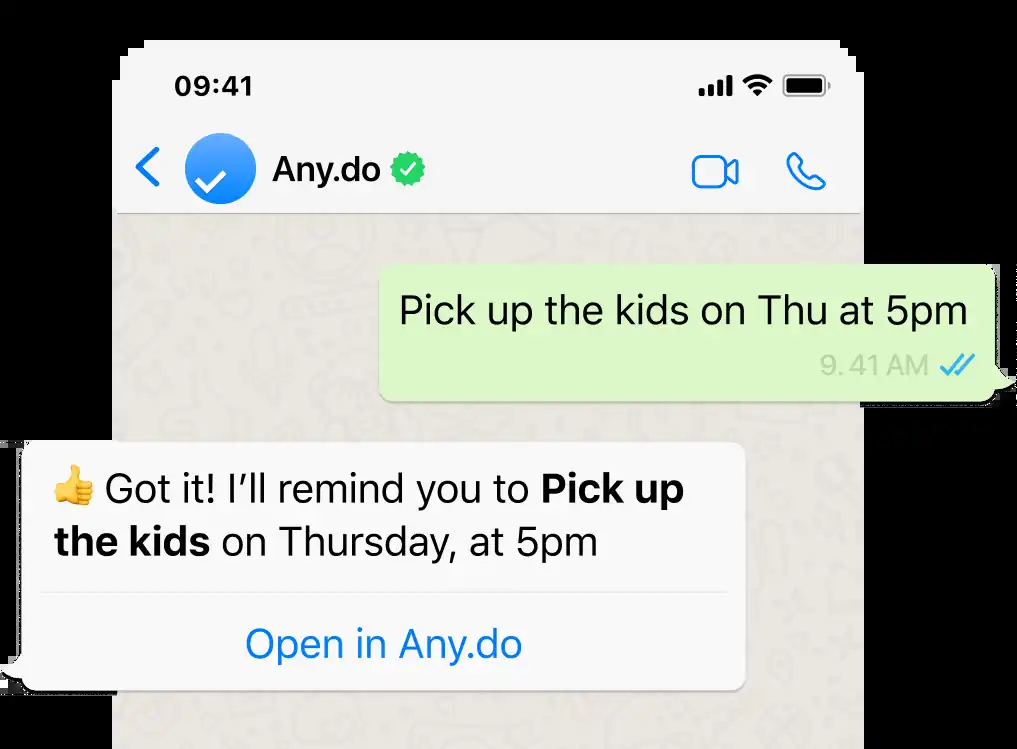 09:41
Any.do
Pick up the kids on Thu at 5pm
9.41 AM
👍 Got it! I’ll remind you to Pick up
the kids on Thursday, at 5pm
Open in Any.do